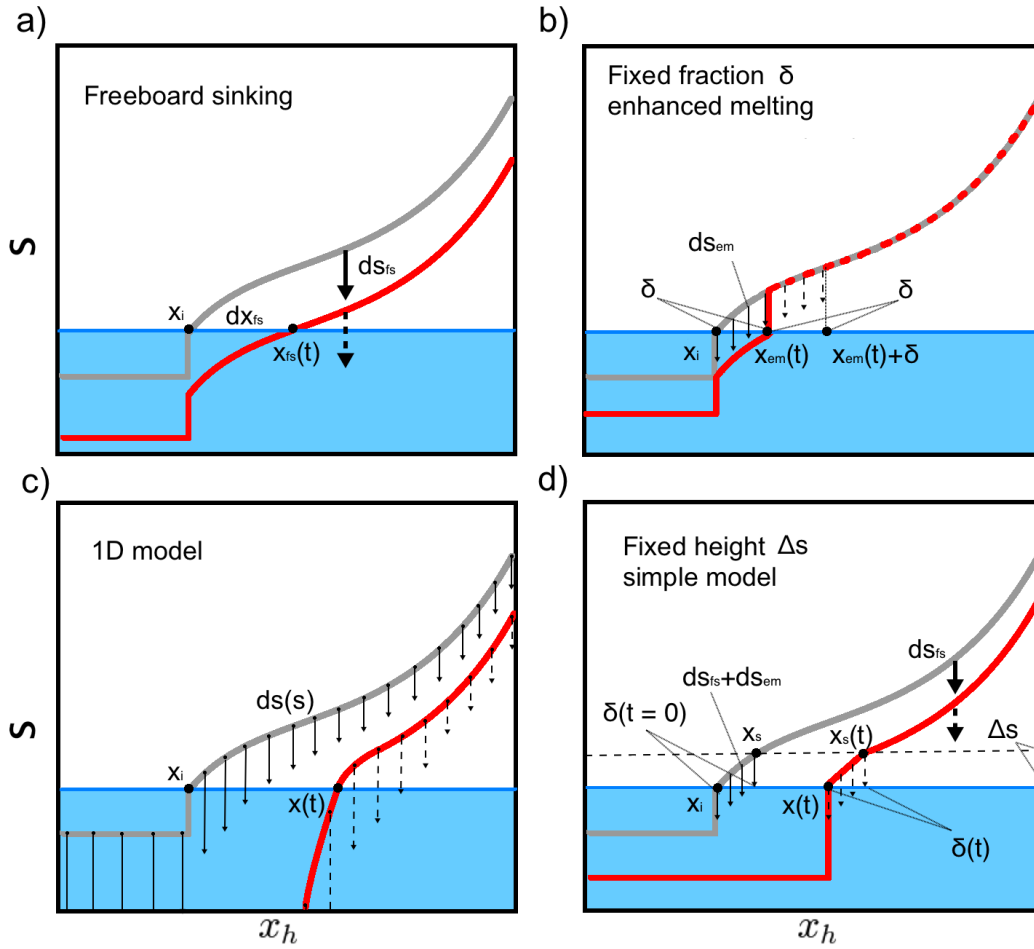 a)
Freeboard sinking
s
ds_fs
x_i
dx_fs
x_fs(t)
b)
Fixed fraction δ
enhanced melting
ds_em
δ
δ
x_i
x_em(t)
x_em(t)+δ
c)
1D model
s
ds(s)
x_i
x(t)
x_h
d)
Fixed height Δs
simple model
ds_fs
ds_fs+ds_em
δ(t = 0)
x_s
x_s(t)
Δs
x_i
x(t)
δ(t)
x_h